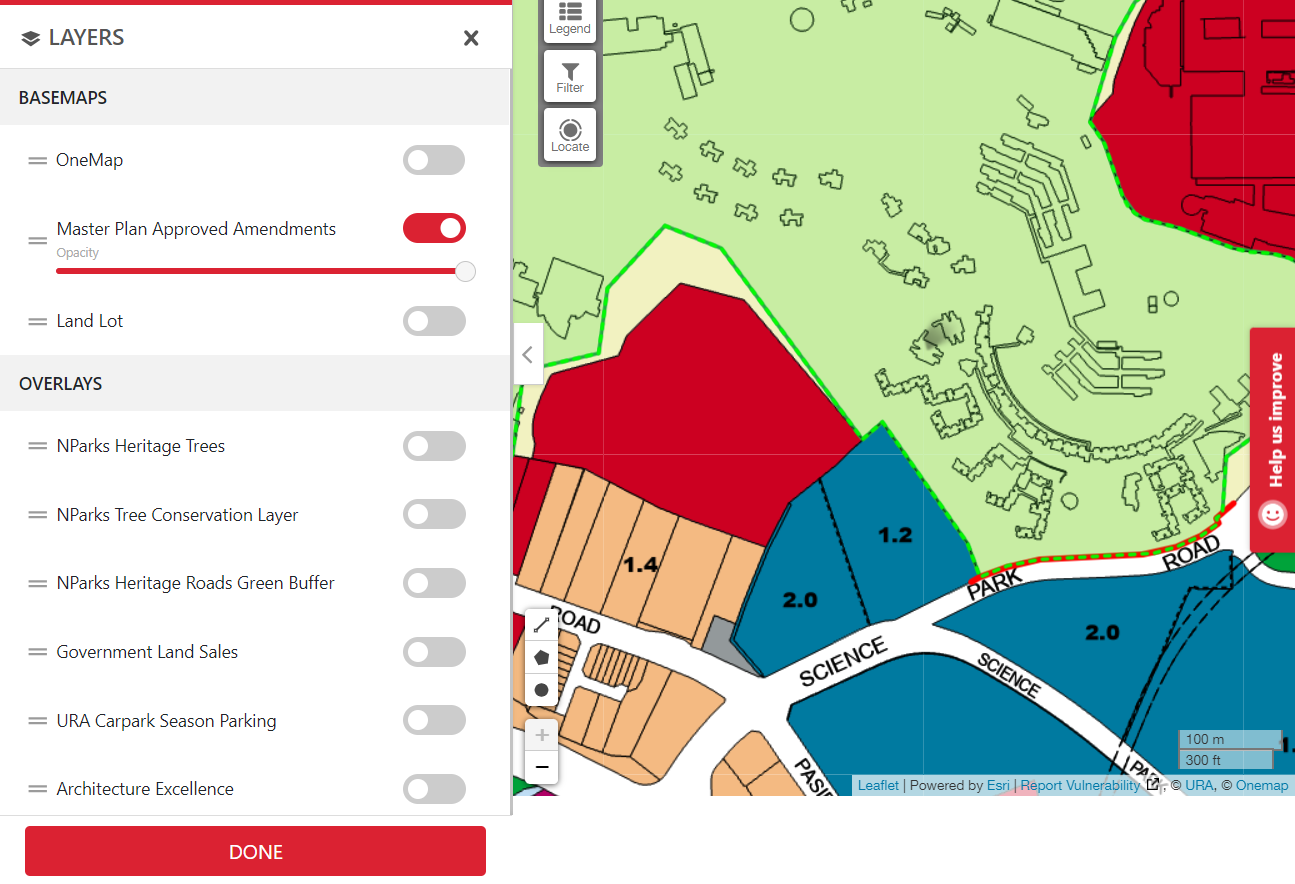 LAYERS
BASEMAPS
OneMap
Master Plan Approved Amendments
Opacity
Land Lot
OVERLAYS
NParks Heritage Trees
NParks Tree Conservation Layer
NParks Heritage Roads Green Buffer
Government Land Sales
URA Carpark Season Parking
Architecture Excellence
DONE
Legend
Filter
Locate
Help us improve
1.2
1.4
2.0
ROAD
PARK
ROAD
2.0
SCIENCE
SCIENCE
100 m
300 ft
Leaflet | Powered by Esri | Report Vulnerability , © URA, © Onemap